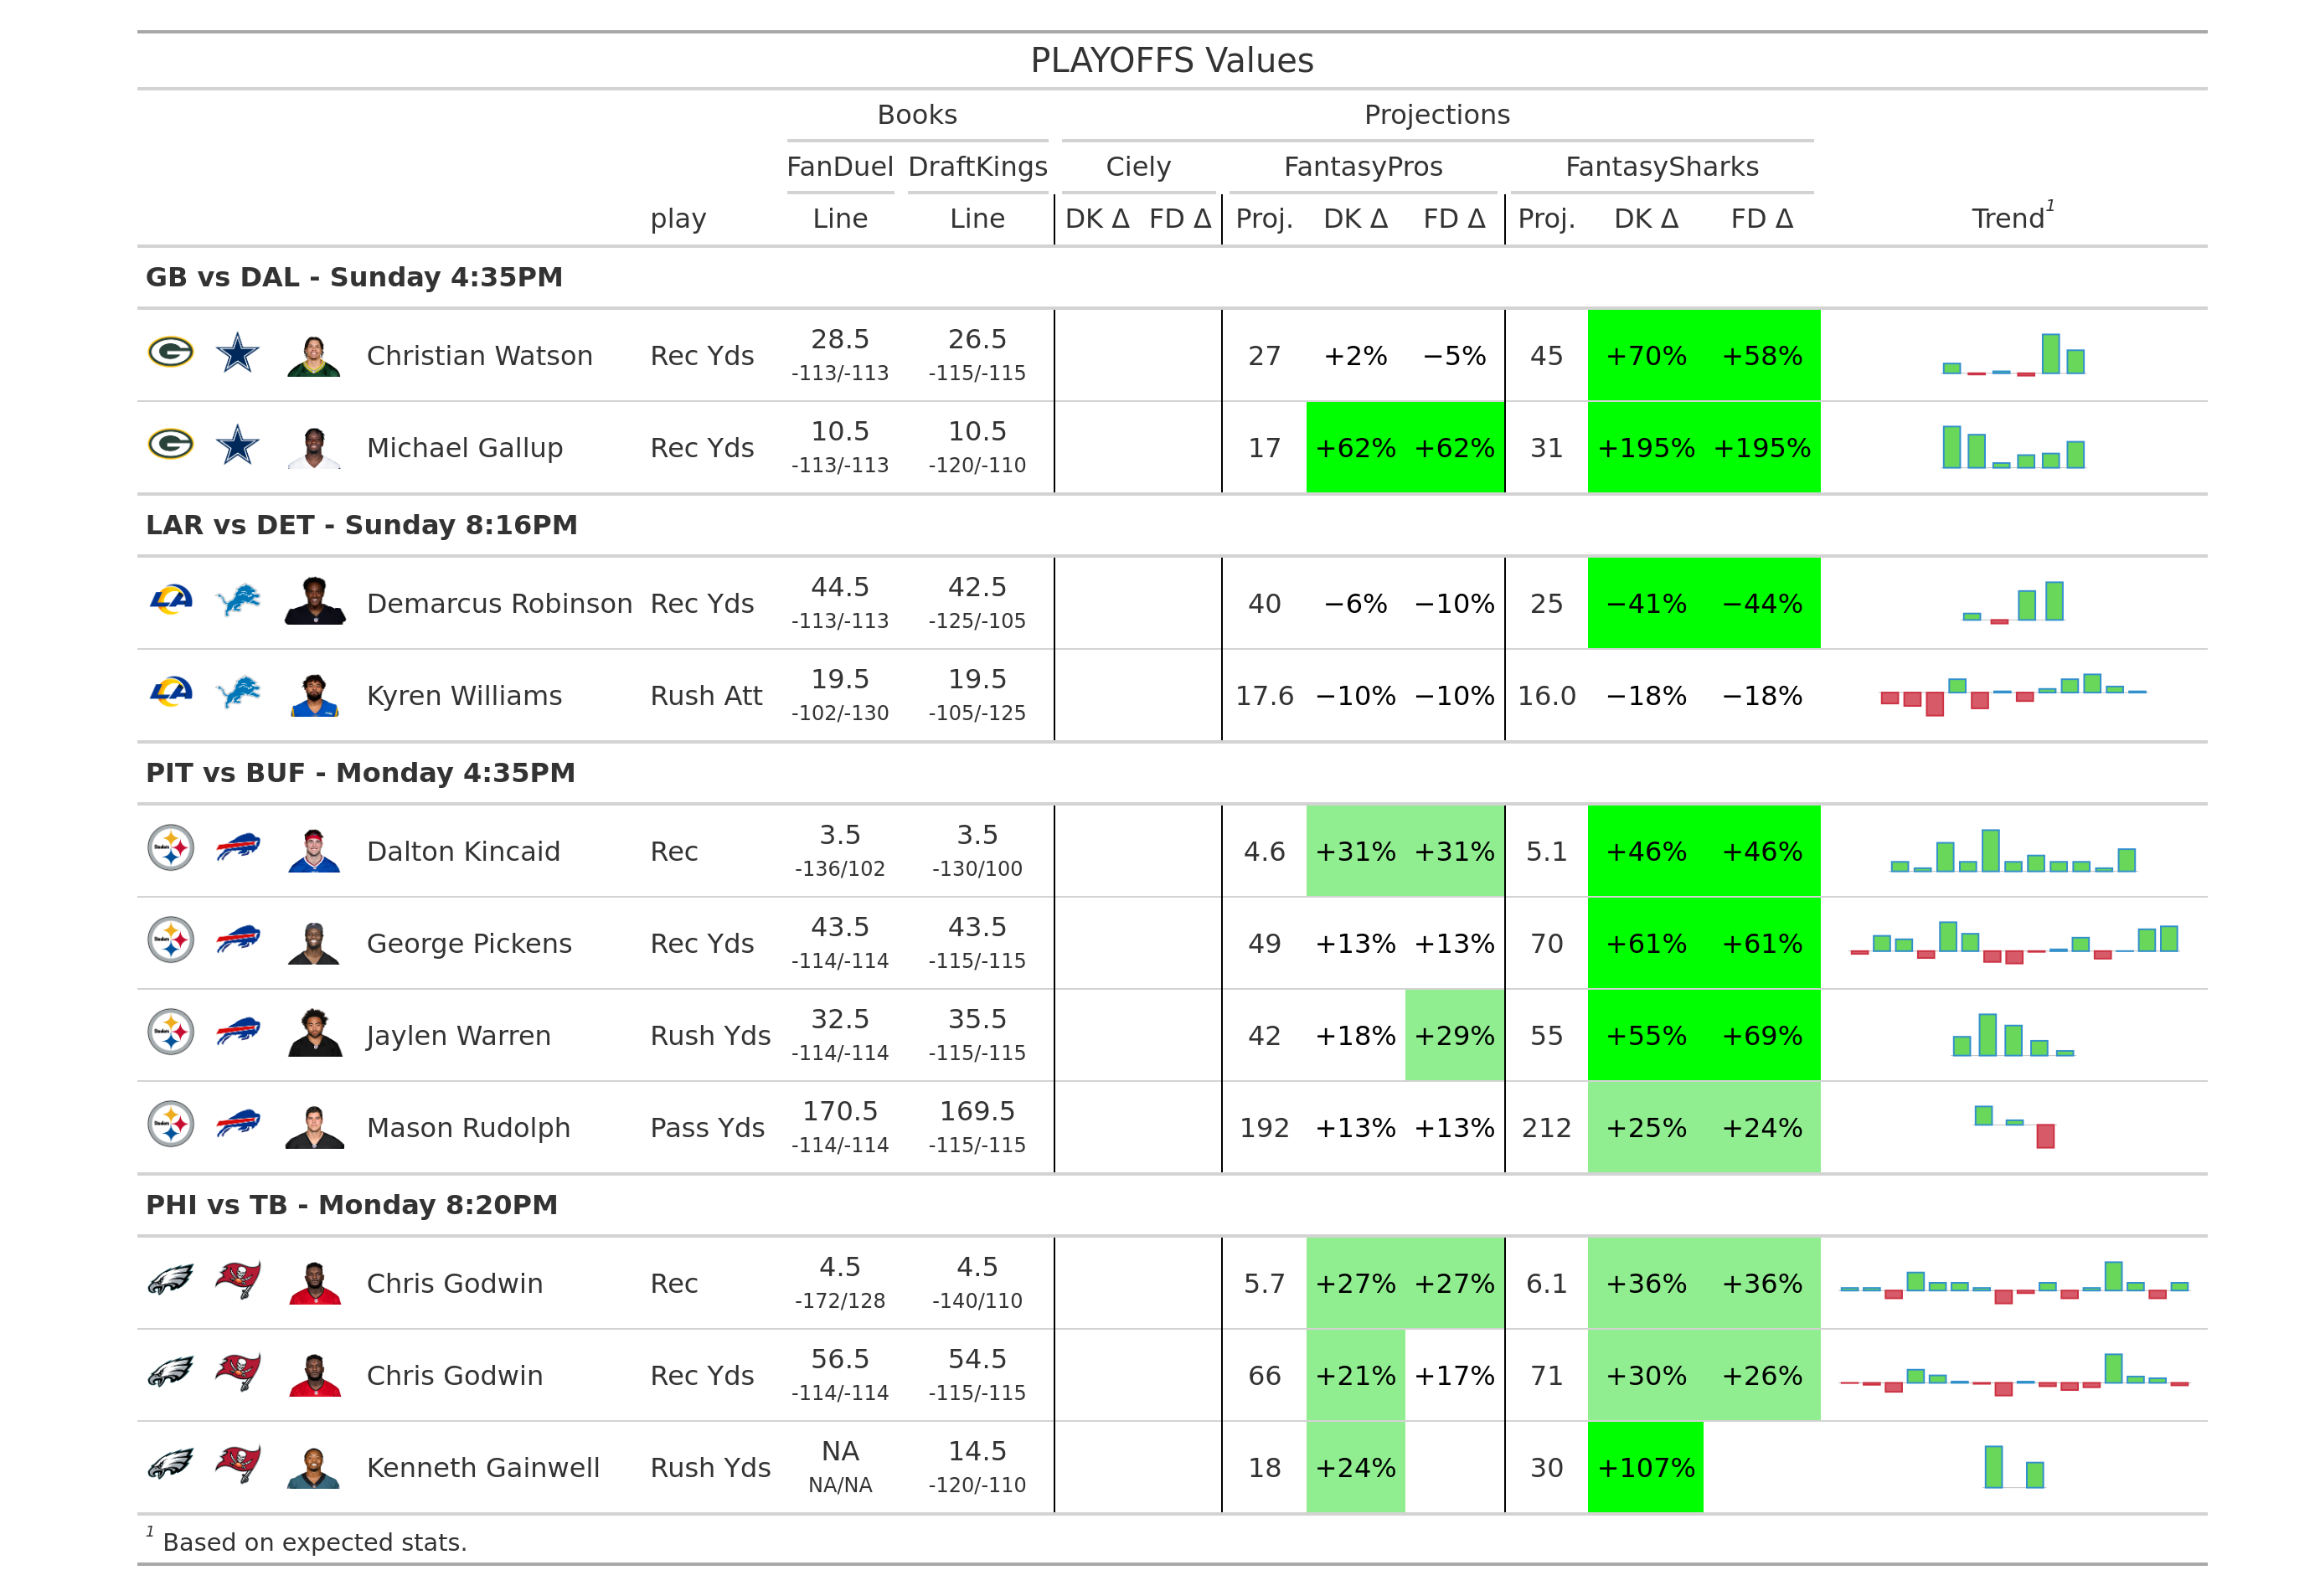 PLAYOFFS Values
Books Projections
FanDuel DraftKings Ciely FantasyPros FantasySharks
play Line Line DK Δ FD Δ Proj. DK Δ FD Δ Proj. DK Δ FD Δ Trend1
GB vs DAL - Sunday 4:35PM
Christian Watson Rec Yds 28.5 26.5 27 +2% −5% 45 +70% +58%
-113/-113 -115/-115
Michael Gallup Rec Yds 10.5 10.5 17 +62% +62% 31 +195% +195%
-113/-113 -120/-110
LAR vs DET - Sunday 8:16PM
Demarcus Robinson Rec Yds 44.5 42.5 40 −6% −10% 25 −41% −44%
-113/-113 -125/-105
Kyren Williams Rush Att 19.5 19.5 17.6 −10% −10% 16.0 −18% −18%
-102/-130 -105/-125
PIT vs BUF - Monday 4:35PM
Dalton Kincaid Rec 3.5 3.5 4.6 +31% +31% 5.1 +46% +46%
-136/102 -130/100
George Pickens Rec Yds 43.5 43.5 49 +13% +13% 70 +61% +61%
-114/-114 -115/-115
Jaylen Warren Rush Yds 32.5 35.5 42 +18% +29% 55 +55% +69%
-114/-114 -115/-115
Mason Rudolph Pass Yds 170.5 169.5 192 +13% +13% 212 +25% +24%
-114/-114 -115/-115
PHI vs TB - Monday 8:20PM
Chris Godwin Rec 4.5 4.5 5.7 +27% +27% 6.1 +36% +36%
-172/128 -140/110
Chris Godwin Rec Yds 56.5 54.5 66 +21% +17% 71 +30% +26%
-114/-114 -115/-115
Kenneth Gainwell Rush Yds NA 14.5 18 +24% 30 +107%
NA/NA -120/-110
1 Based on expected stats.